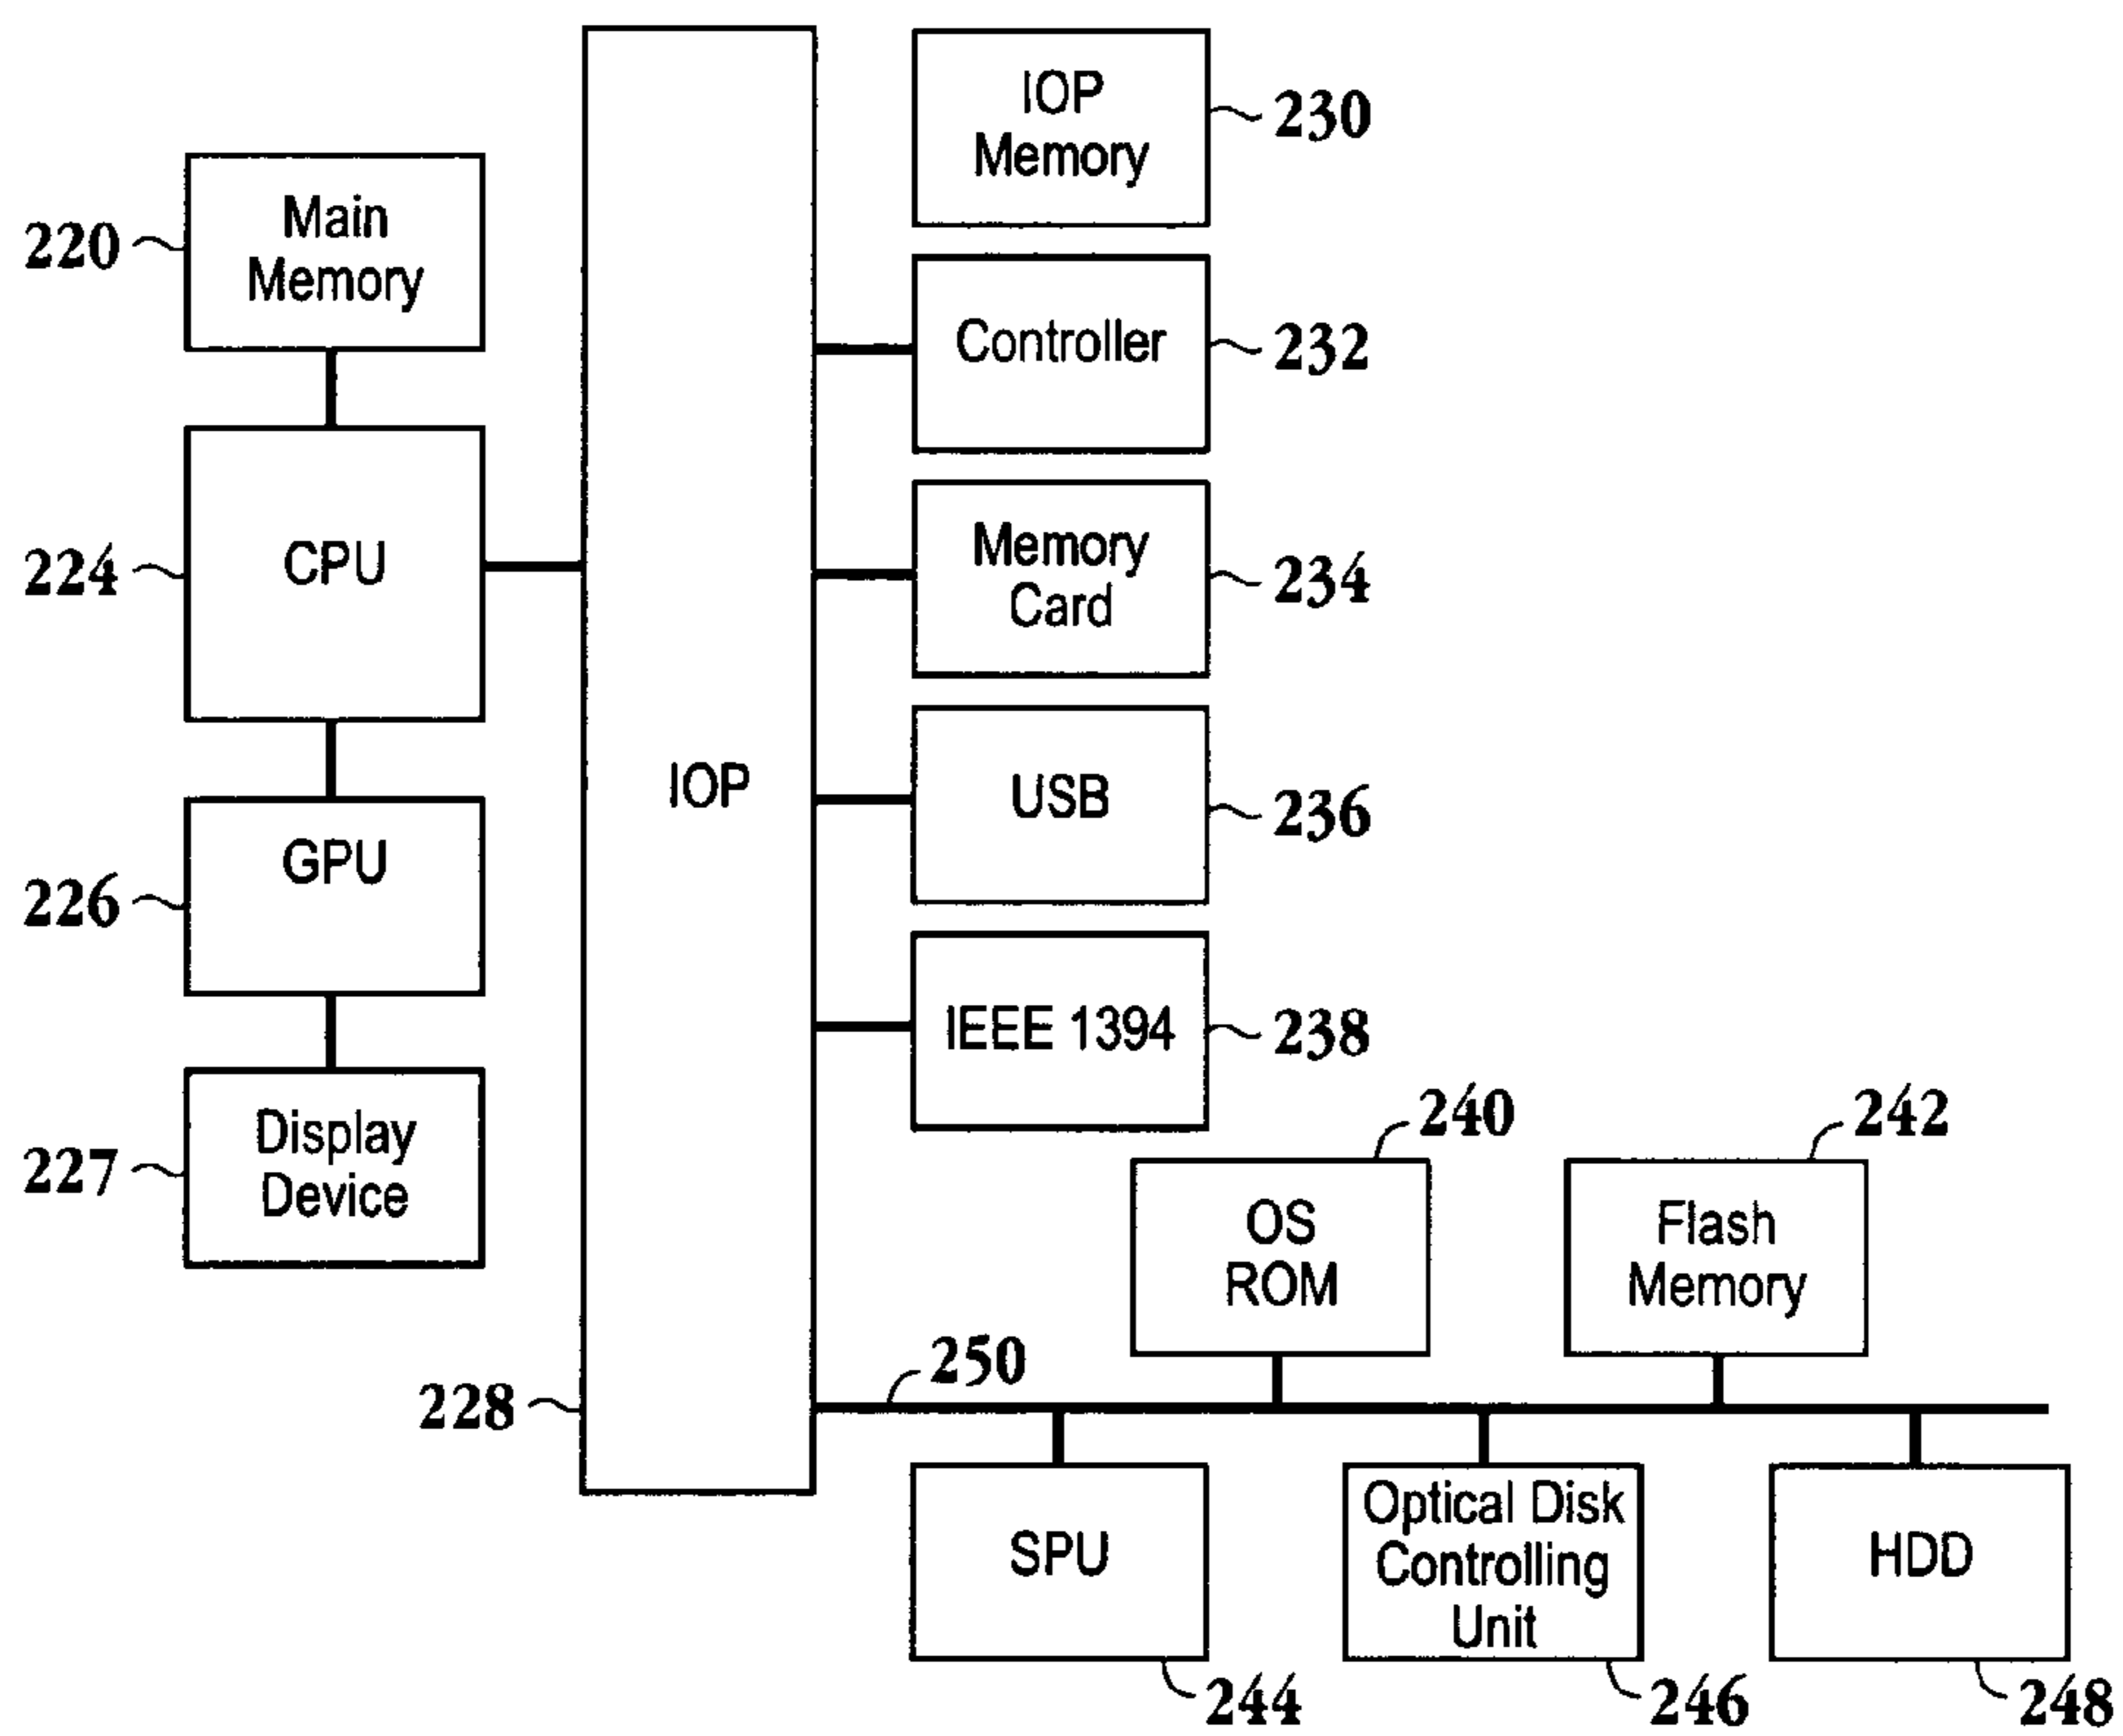 IOP
Memory
230
Main
Memory
220
Controller
232
CPU
224
Memory
Card
234
IOP
USB
236
GPU
226
IEEE 1394
238
Display
Device
227
240
242
OS
ROM
Flash
Memory
250
228
SPU
Optical Disk
Controlling
Unit
HDD
244
246
248